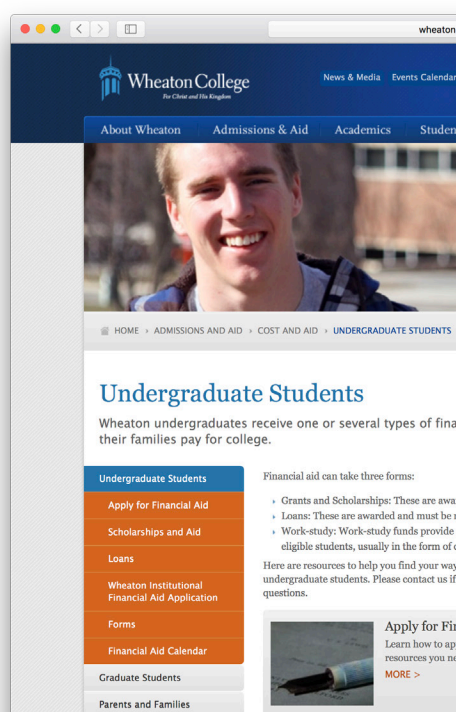 wheaton
Wheaton College
For Christ and His Kingdom
News & Media Events Calendar
About Wheaton Admissions & Aid Academics Studen
HOME › ADMISSIONS AND AID › COST AND AID › UNDERGRADUATE STUDENTS
Undergraduate Students
Wheaton undergraduates receive one or several types of fina
their families pay for college.
Undergraduate Students
Apply for Financial Aid
Scholarships and Aid
Loans
Wheaton Institutional
Financial Aid Application
Forms
Financial Aid Calendar
Graduate Students
Parents and Families
Financial aid can take three forms:
› Grants and Scholarships: These are awa
› Loans: These are awarded and must be r
› Work-study: Work-study funds provide
eligible students, usually in the form of
Here are resources to help you find your way
undergraduate students. Please contact us if
questions.
Apply for Fin
Learn how to ap
resources you ne
MORE >